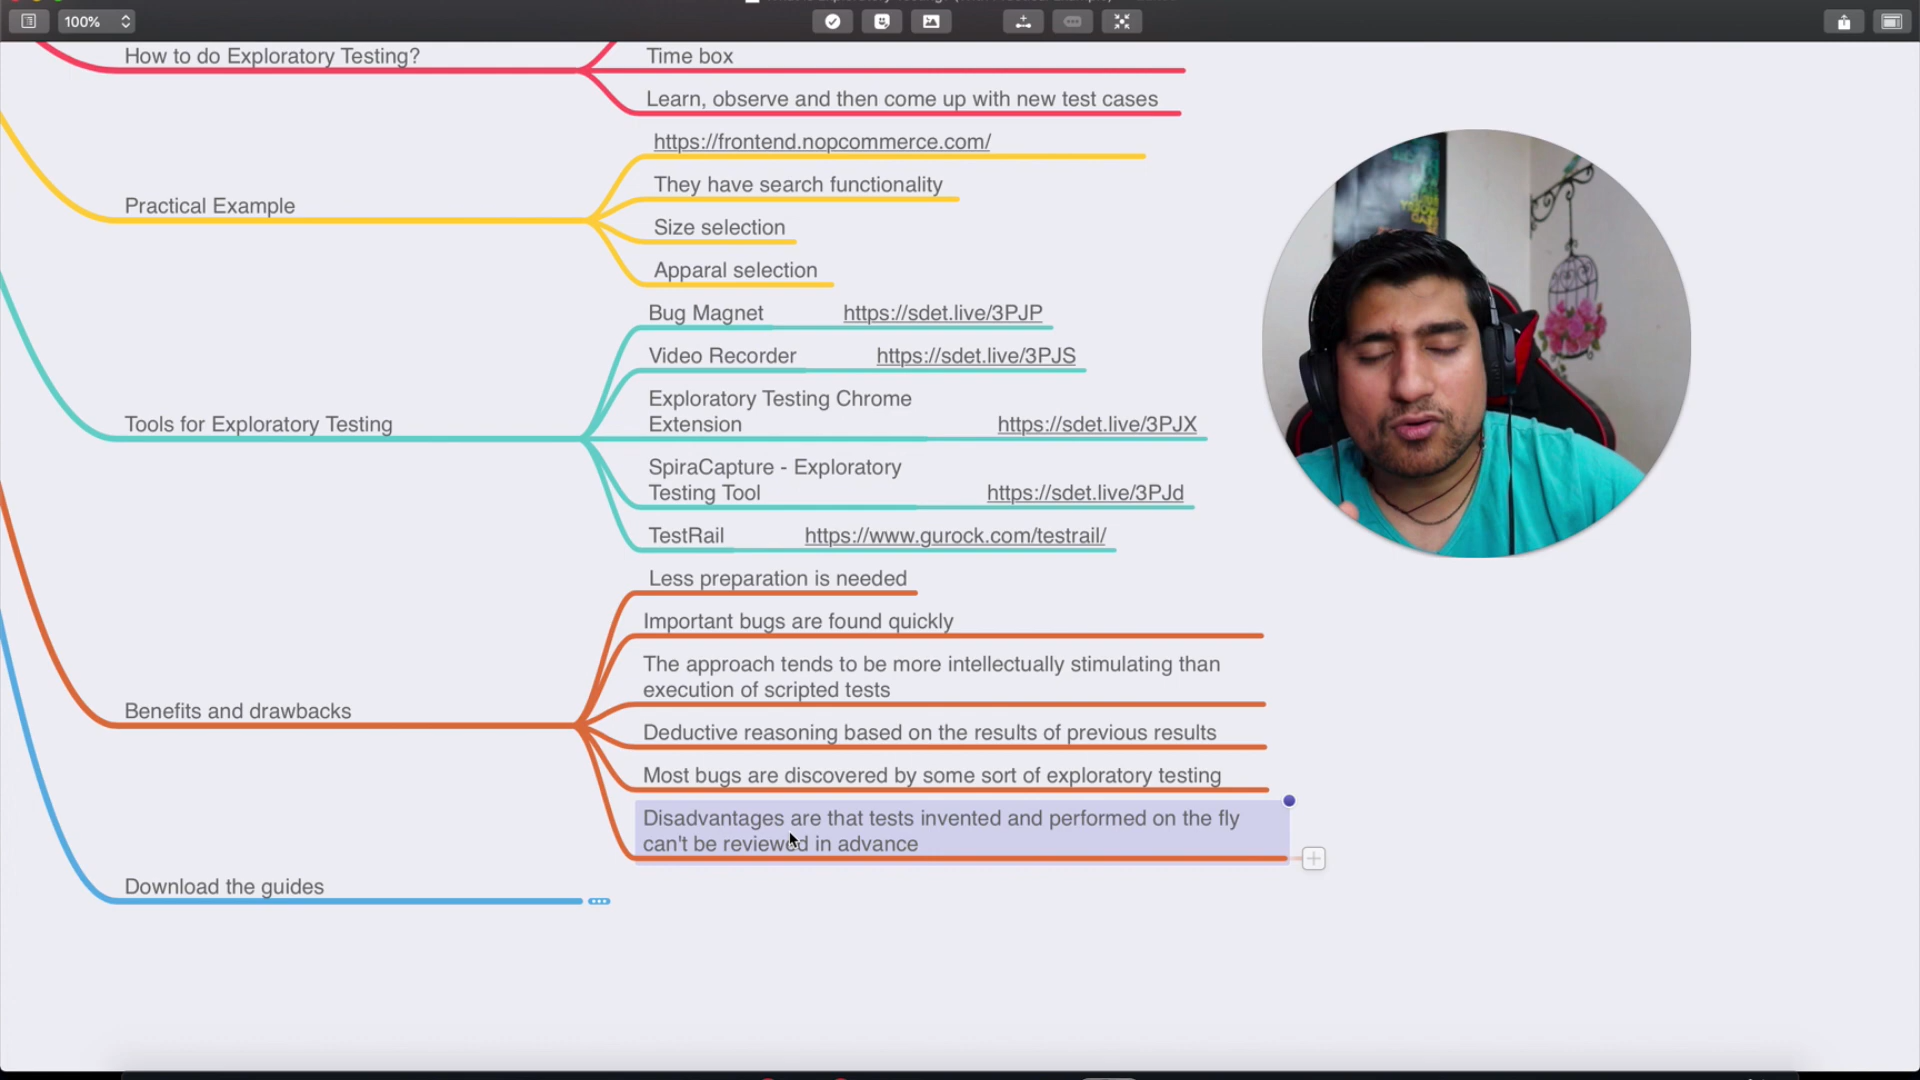 100%
How to do Exploratory Testing?
Time box
Learn, observe and then come up with new test cases
https://frontend.nopcommerce.com/
They have search functionality
Practical Example
Size selection
Apparal selection
Bug Magnet https://sdet.live/3PJP
Video Recorder https://sdet.live/3PJS
Exploratory Testing Chrome
Extension https://sdet.live/3PJX
Tools for Exploratory Testing
SpiraCapture - Exploratory
Testing Tool https://sdet.live/3PJd
TestRail https://www.gurock.com/testrail/
Less preparation is needed
Important bugs are found quickly
The approach tends to be more intellectually stimulating than
execution of scripted tests
Benefits and drawbacks
Deductive reasoning based on the results of previous results
Most bugs are discovered by some sort of exploratory testing
Disadvantages are that tests invented and performed on the fly
can't be reviewed in advance
Download the guides